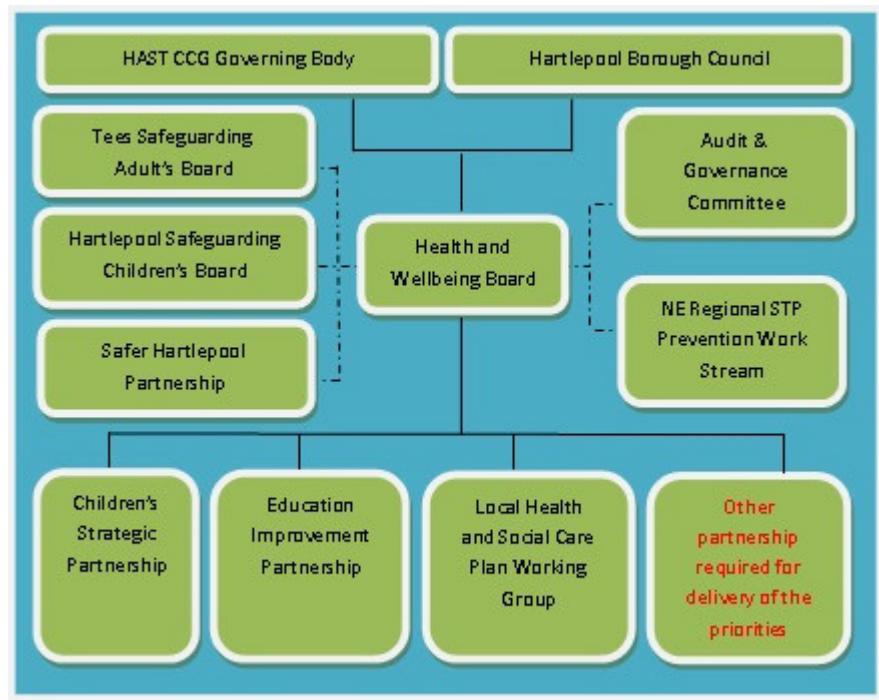 HAST CCG Governing Body
Hartlepool Borough Council
Tees Safeguarding
Adult's Board
Audit &
Governance
Committee
Hartlepool Safeguarding
Children's Board
Health and
Wellbeing Board
NE Regional STP
Prevention Work
Stream
Safer Hartlepool
Partnership
Children's
Strategic
Partnership
Education
Improvement
Partnership
Local Health
and Social Care
Plan Working
Group
Other
partnership
required for
delivery of the
priorities